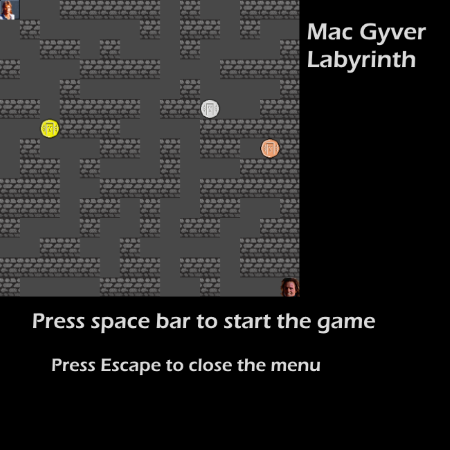 Mac Gyver
Labyrinth
Press space bar to start the game
Press Escape to close the menu